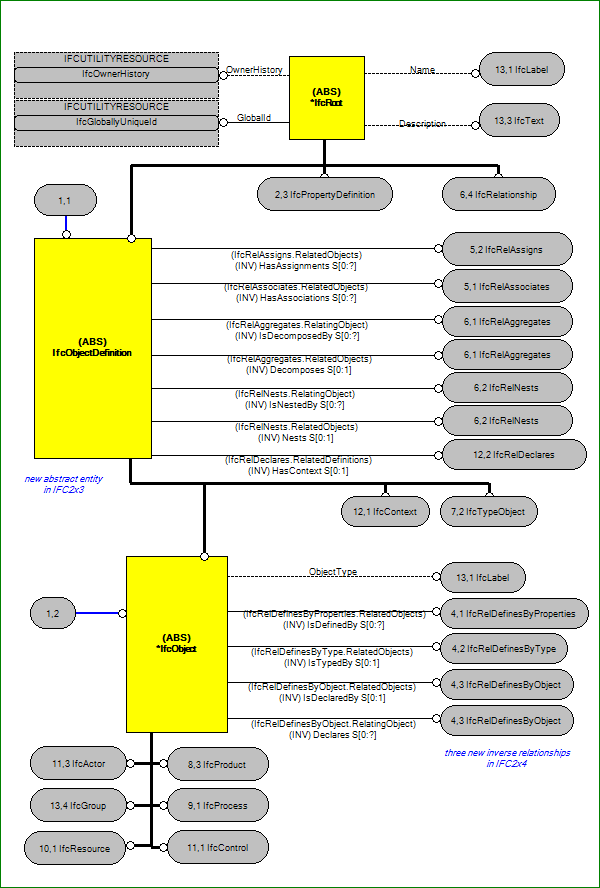 IFCUTILITYRESOURCE
IfcOwnerHistory
OwnerHistory
(ABS)
*IfcRoot
Name
13,1 IfcLabel
IFCUTILITYRESOURCE
IfcGloballyUniqueId
GlobalId
Description
13,3 IfcText
2,3 IfcPropertyDefinition
6,4 IfcRelationship
1,1
(ABS)
IfcObjectDefinition
(IfcRelAssigns.RelatedObjects)
(INV) HasAssignments S[0:?]
5,2 IfcRelAssigns
(IfcRelAssociates.RelatedObjects)
(INV) HasAssociations S[0:?]
5,1 IfcRelAssociates
(IfcRelAggregates.RelatingObject)
(INV) IsDecomposedBy S[0:?]
6,1 IfcRelAggregates
(IfcRelAggregates.RelatedObjects)
(INV) Decomposes S[0:1]
6,1 IfcRelAggregates
(IfcRelNests.RelatingObject)
(INV) IsNestedBy S[0:?]
6,2 IfcRelNests
(IfcRelNests.RelatedObjects)
(INV) Nests S[0:1]
6,2 IfcRelNests
(IfcRelDeclares.RelatedDefinitions)
(INV) HasContext S[0:1]
12,2 IfcRelDeclares
new abstract entity
in IFC2x3
12,1 IfcContext
7,2 IfcTypeObject
1,2
(ABS)
*IfcObject
ObjectType
13,1 IfcLabel
(IfcRelDefinesByProperties.RelatedObjects)
(INV) IsDefinedBy S[0:?]
4,1 IfcRelDefinesByProperties
(IfcRelDefinesByType.RelatedObjects)
(INV) IsTypedBy S[0:1]
4,2 IfcRelDefinesByType
(IfcRelDefinesByObject.RelatedObjects)
(INV) IsDeclaredBy S[0:1]
4,3 IfcRelDefinesByObject
(IfcRelDefinesByObject.RelatingObject)
(INV) Declares S[0:?]
4,3 IfcRelDefinesByObject
three new inverse relationships
in IFC2x4
11,3 IfcActor
8,3 IfcProduct
13,4 IfcGroup
9,1 IfcProcess
10,1 IfcResource
11,1 IfcControl